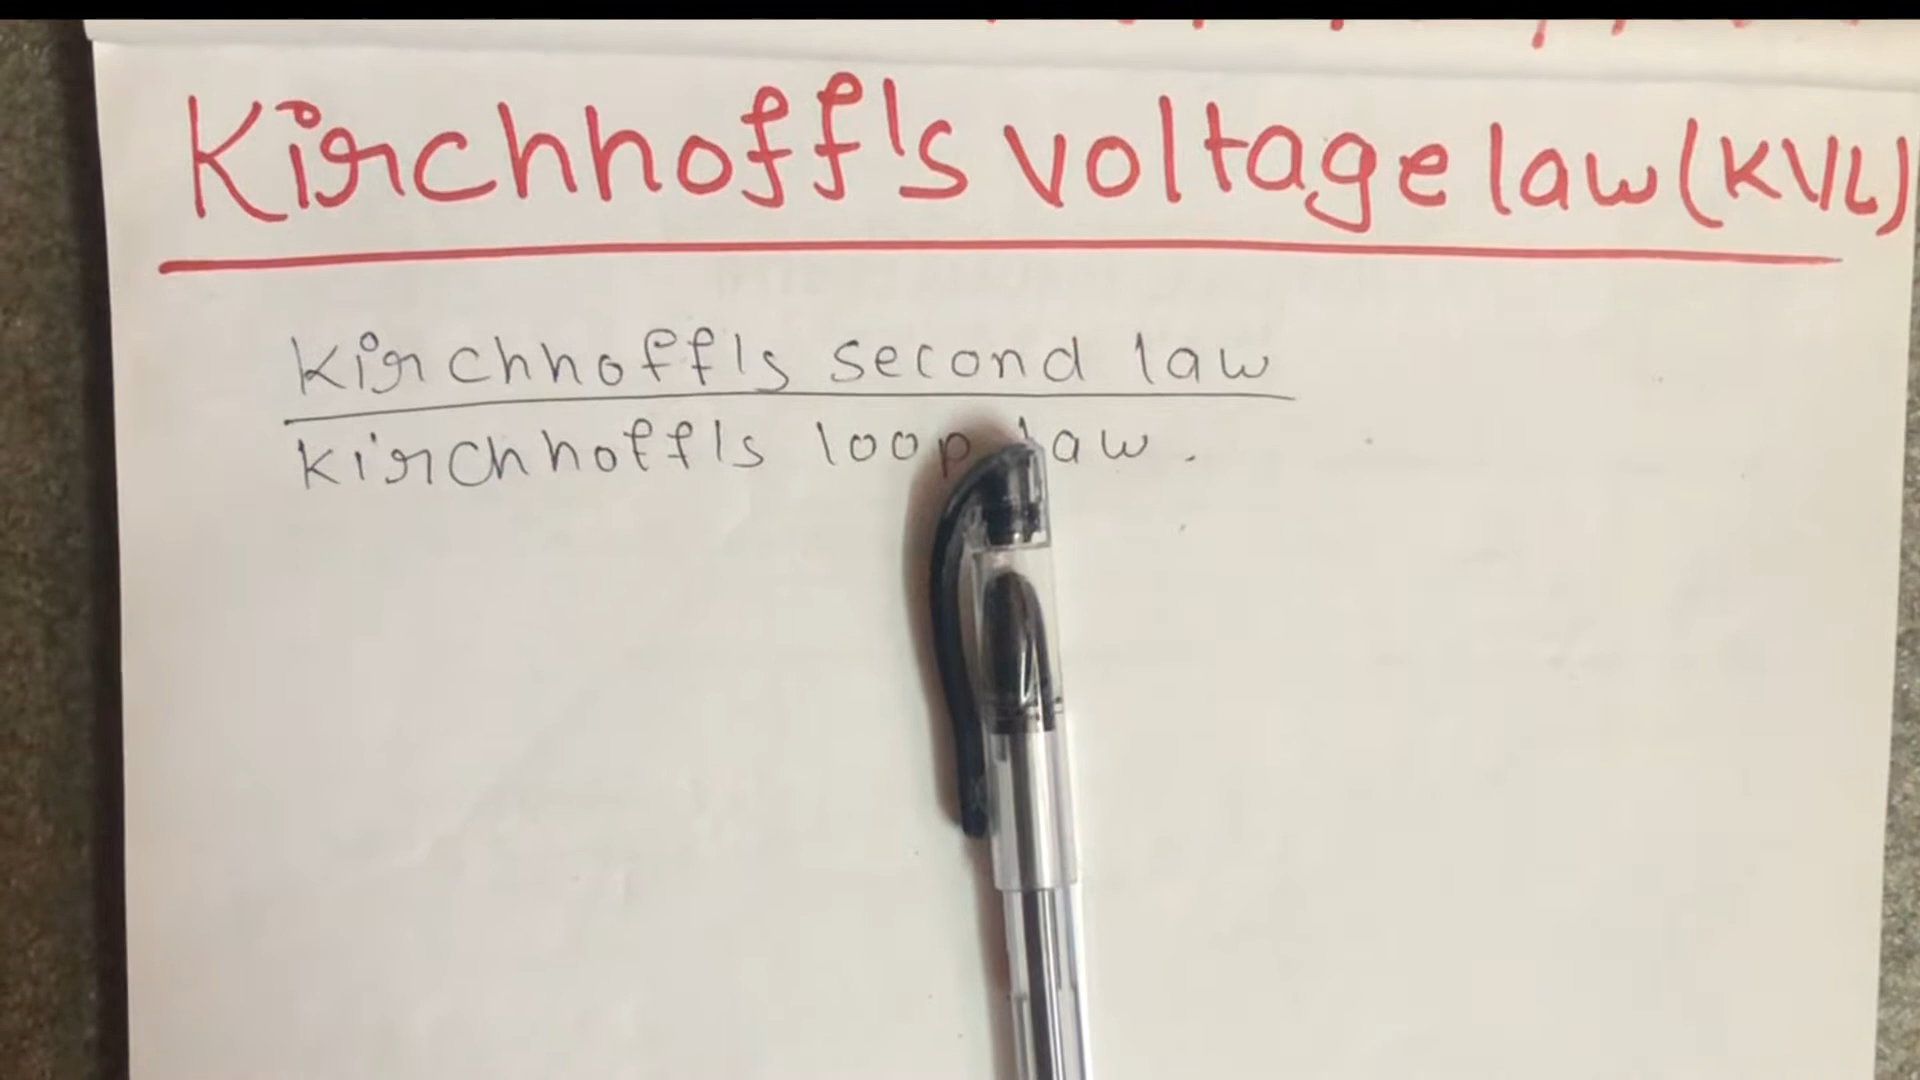 Kirchhoff's voltage law (KVL)
Kirchhoff's second law
Kirchhoff's loop law.